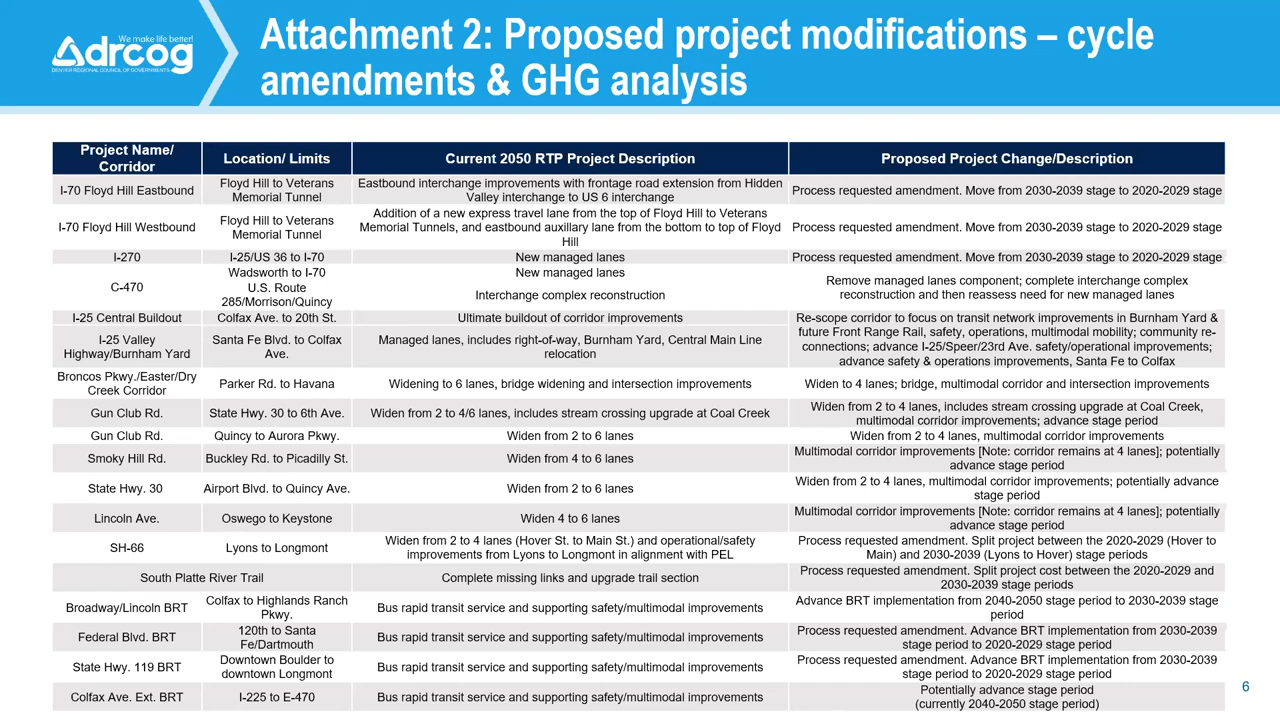 We make life better!
drcog
DENVER REGIONAL COUNCIL OF GOVERNMENTS
Attachment 2: Proposed project modifications – cycle
amendments & GHG analysis
Project Name/
Corridor
Location/ Limits
Current 2050 RTP Project Description
Proposed Project Change/Description
I-70 Floyd Hill Eastbound
Floyd Hill to Veterans
Memorial Tunnel
Eastbound interchange improvements with frontage road extension from Hidden
Valley interchange to US 6 interchange
Process requested amendment. Move from 2030-2039 stage to 2020-2029 stage
I-70 Floyd Hill Westbound
Floyd Hill to Veterans
Memorial Tunnel
Addition of a new express travel lane from the top of Floyd Hill to Veterans
Memorial Tunnels, and eastbound auxillary lane from the bottom to top of Floyd
Hill
Process requested amendment. Move from 2030-2039 stage to 2020-2029 stage
I-270
I-25/US 36 to I-70
New managed lanes
Process requested amendment. Move from 2030-2039 stage to 2020-2029 stage
C-470
Wadsworth to I-70
New managed lanes
U.S. Route
285/Morrison/Quincy
Interchange complex reconstruction
Remove managed lanes component; complete interchange complex
reconstruction and then reassess need for new managed lanes
I-25 Central Buildout
Colfax Ave. to 20th St.
Ultimate buildout of corridor improvements
I-25 Valley
Highway/Burnham Yard
Santa Fe Blvd. to Colfax
Ave.
Managed lanes, includes right-of-way, Burnham Yard, Central Main Line
relocation
Re-scope corridor to focus on transit network improvements in Burnham Yard &
future Front Range Rail, safety, operations, multimodal mobility; community re-
connections; advance I-25/Speer/23rd Ave. safety/operational improvements;
advance safety & operations improvements, Santa Fe to Colfax
Broncos Pkwy./Easter/Dry
Creek Corridor
Parker Rd. to Havana
Widening to 6 lanes, bridge widening and intersection improvements
Widen to 4 lanes; bridge, multimodal corridor and intersection improvements
Gun Club Rd.
State Hwy. 30 to 6th Ave.
Widen from 2 to 4/6 lanes, includes stream crossing upgrade at Coal Creek
Widen from 2 to 4 lanes, includes stream crossing upgrade at Coal Creek,
multimodal corridor improvements; advance stage period
Gun Club Rd.
Quincy to Aurora Pkwy.
Widen from 2 to 6 lanes
Widen from 2 to 4 lanes, multimodal corridor improvements
Smoky Hill Rd.
Buckley Rd. to Picadilly St.
Widen from 4 to 6 lanes
Multimodal corridor improvements [Note: corridor remains at 4 lanes]; potentially
advance stage period
State Hwy. 30
Airport Blvd. to Quincy Ave.
Widen from 2 to 6 lanes
Widen from 2 to 4 lanes, multimodal corridor improvements; potentially advance
stage period
Lincoln Ave.
Oswego to Keystone
Widen 4 to 6 lanes
Multimodal corridor improvements [Note: corridor remains at 4 lanes]; potentially
advance stage period
SH-66
Lyons to Longmont
Widen from 2 to 4 lanes (Hover St. to Main St.) and operational/safety
improvements from Lyons to Longmont in alignment with PEL
Process requested amendment. Split project between the 2020-2029 (Hover to
Main) and 2030-2039 (Lyons to Hover) stage periods
South Platte River Trail
Complete missing links and upgrade trail section
Process requested amendment. Split project cost between the 2020-2029 and
2030-2039 stage periods
Broadway/Lincoln BRT
Colfax to Highlands Ranch
Pkwy.
Bus rapid transit service and supporting safety/multimodal improvements
Advance BRT implementation from 2040-2050 stage period to 2030-2039 stage
period
Federal Blvd. BRT
120th to Santa
Fe/Dartmouth
Bus rapid transit service and supporting safety/multimodal improvements
Process requested amendment. Advance BRT implementation from 2030-2039
stage period to 2020-2029 stage period
State Hwy. 119 BRT
Downtown Boulder to
downtown Longmont
Bus rapid transit service and supporting safety/multimodal improvements
Process requested amendment. Advance BRT implementation from 2030-2039
stage period to 2020-2029 stage period
Colfax Ave. Ext. BRT
I-225 to E-470
Bus rapid transit service and supporting safety/multimodal improvements
Potentially advance stage period
(currently 2040-2050 stage period)
6